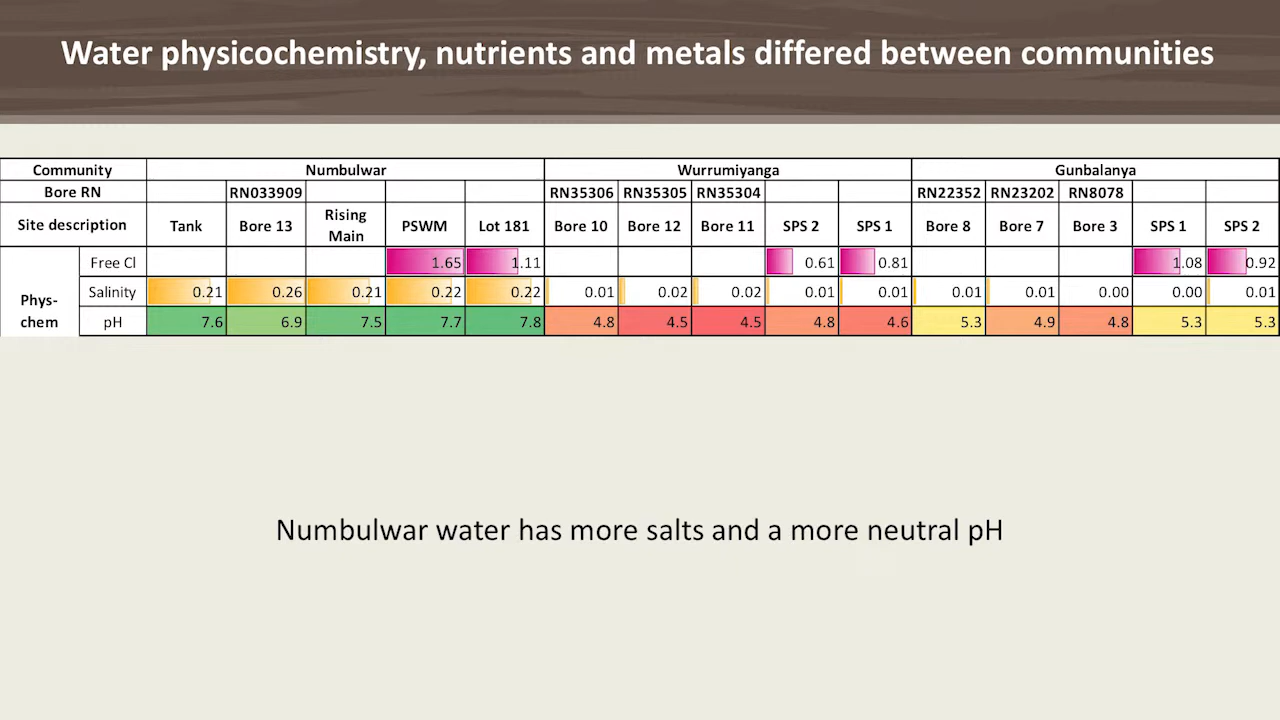 Water physicochemistry, nutrients and metals differed between communities
Community Numbulwar Wurrumiyanga Gunbalanya
Bore RN RN033909 RN35306 RN35305 RN35304 RN22352 RN23202 RN8078
Site description Tank Bore 13 Rising Main PSWM Lot 181 Bore 10 Bore 12 Bore 11 SPS 2 SPS 1 Bore 8 Bore 7 Bore 3 SPS 1 SPS 2
Phys-chem
Free Cl 1.65 1.11 0.61 0.81 1.08 0.92
Salinity 0.21 0.26 0.21 0.22 0.22 0.01 0.02 0.02 0.01 0.01 0.01 0.01 0.00 0.00 0.01
pH 7.6 6.9 7.5 7.7 7.8 4.8 4.5 4.5 4.8 4.6 5.3 4.9 4.8 5.3 5.3
Numbulwar water has more salts and a more neutral pH